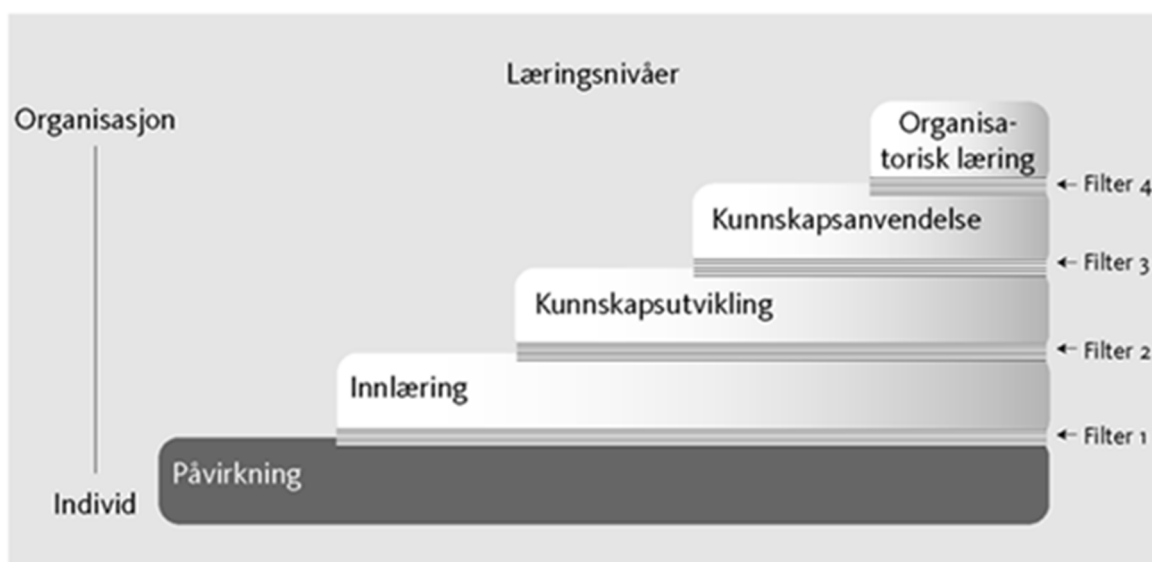 Læringsnivåer
Organisasjon
Organisa-
torisk læring
← Filter 4
Kunnskapsanvendelse
← Filter 3
Kunnskapsutvikling
← Filter 2
Innlæring
← Filter 1
Påvirkning
Individ